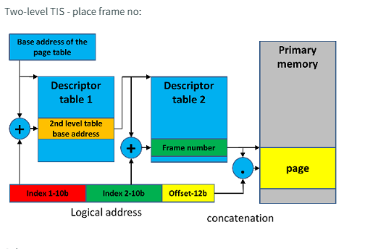 Two-level TIS - place frame no:
Base address of the
page table
Primary
memory
Descriptor
table 1
Descriptor
table 2
2nd level table
base address
+
+
Frame number
.
page
Index 1-10b
Index 2-10b
Offset-12b
Logical address
concatenation